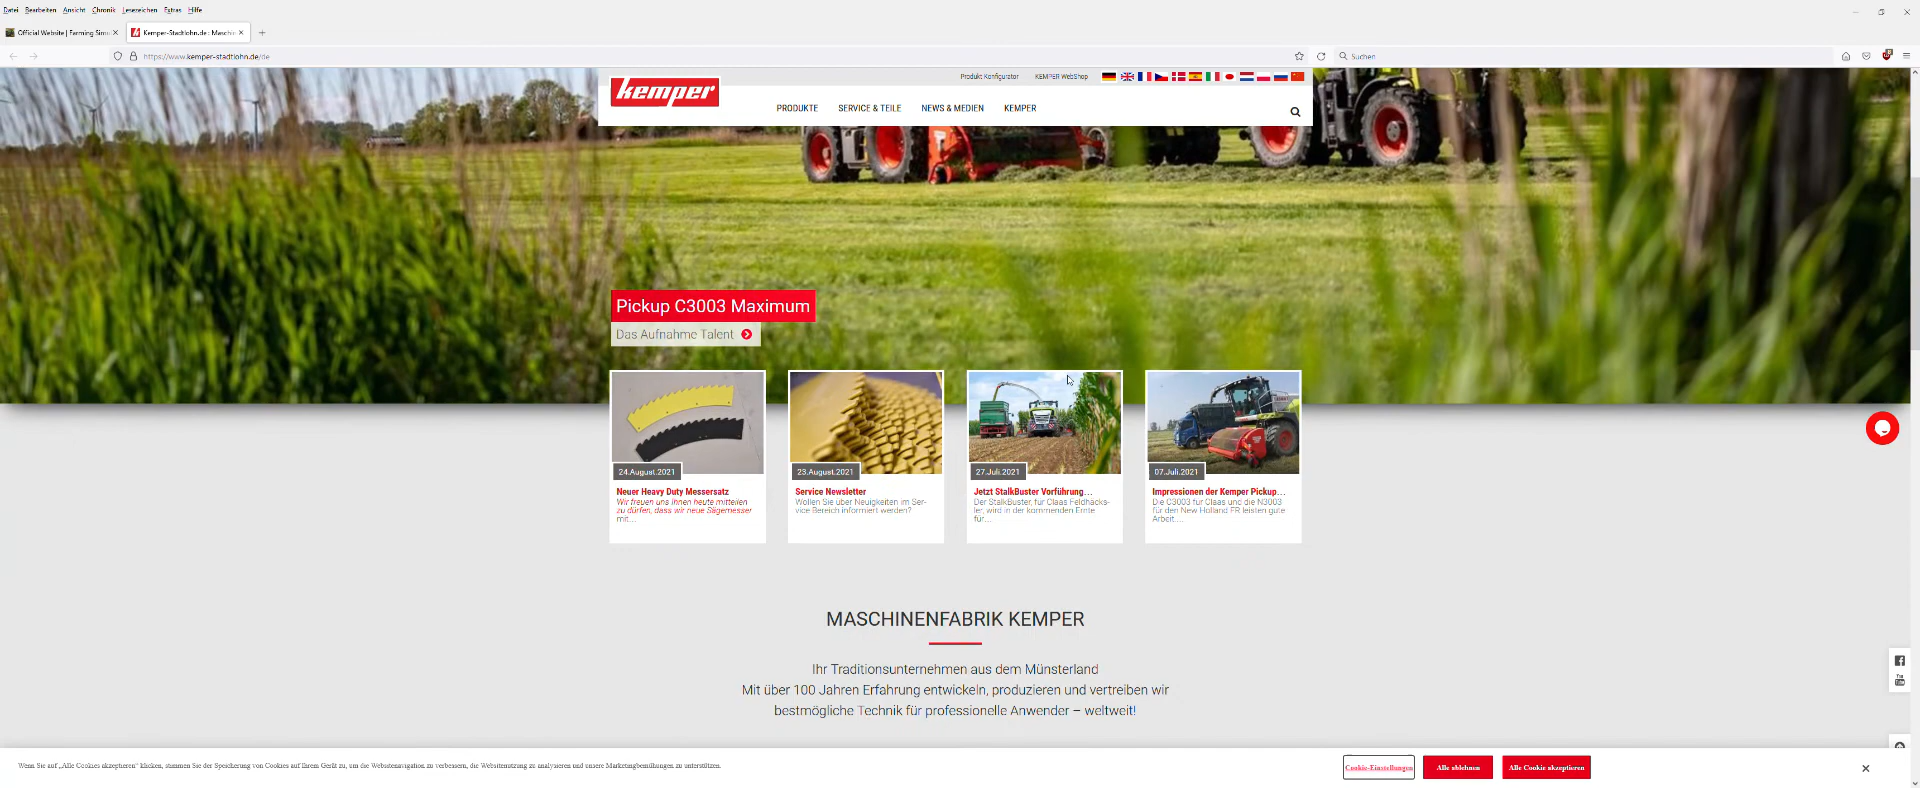 Datei Bearbeiten Ansicht Chronik Lesezeichen Extras Hilfe
Official Website | Farming Simu
Kemper-Stadtlohn.de : Maschin
https://www.kemper-stadtlohn.de/de
Suchen
Produkt Konfigurator KEMPER WebShop
kemper
PRODUKTE SERVICE & TEILE NEWS & MEDIEN KEMPER
Pickup C3003 Maximum
Das Aufnahme Talent
24.August.2021
Neuer Heavy Duty Messersatz
Wir freuen uns Ihnen heute mitteilen
zu dürfen, dass wir neue Sägemesser
mit...
23.August.2021
Service Newsletter
Wollen Sie über Neuigkeiten im Ser-
vice Bereich informiert werden?
27.Juli.2021
Jetzt StalkBuster Vorführung...
Der StalkBuster, für Claas Feldhäcks-
ler, wird in der kommenden Ernte
für...
07.Juli.2021
Impressionen der Kemper Pickup...
Die C3003 für Claas und die N3003
für den New Holland FR leisten gute
Arbeit....
MASCHINENFABRIK KEMPER
Ihr Traditionsunternehmen aus dem Münsterland
Mit über 100 Jahren Erfahrung entwickeln, produzieren und vertreiben wir
bestmögliche Technik für professionelle Anwender – weltweit!
You
Tube
Wenn Sie auf „Alle Cookies akzeptieren“ klicken, stimmen Sie der Speicherung von Cookies auf Ihrem Gerät zu, um die Websitenavigation zu verbessern, die Websitenutzung zu analysieren und unsere Marketingbemühungen zu unterstützen.
Cookie-Einstellungen
Alle ablehnen
Alle Cookie akzeptieren